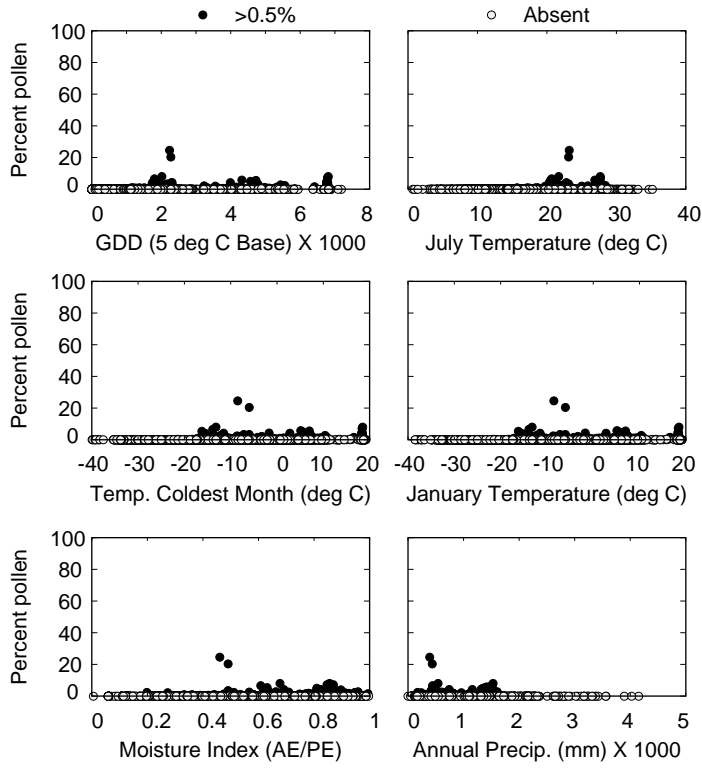 >0.5%
Absent
100
80
60
40
20
0
Percent pollen
0 2 4 6 8
GDD (5 deg C Base) X 1000
0 10 20 30 40
July Temperature (deg C)
100
80
60
40
20
0
Percent pollen
-40 -30 -20 -10 0 10 20
Temp. Coldest Month (deg C)
-40 -30 -20 -10 0 10 20
January Temperature (deg C)
100
80
60
40
20
0
Percent pollen
0 0.2 0.4 0.6 0.8 1
Moisture Index (AE/PE)
0 1 2 3 4 5
Annual Precip. (mm) X 1000